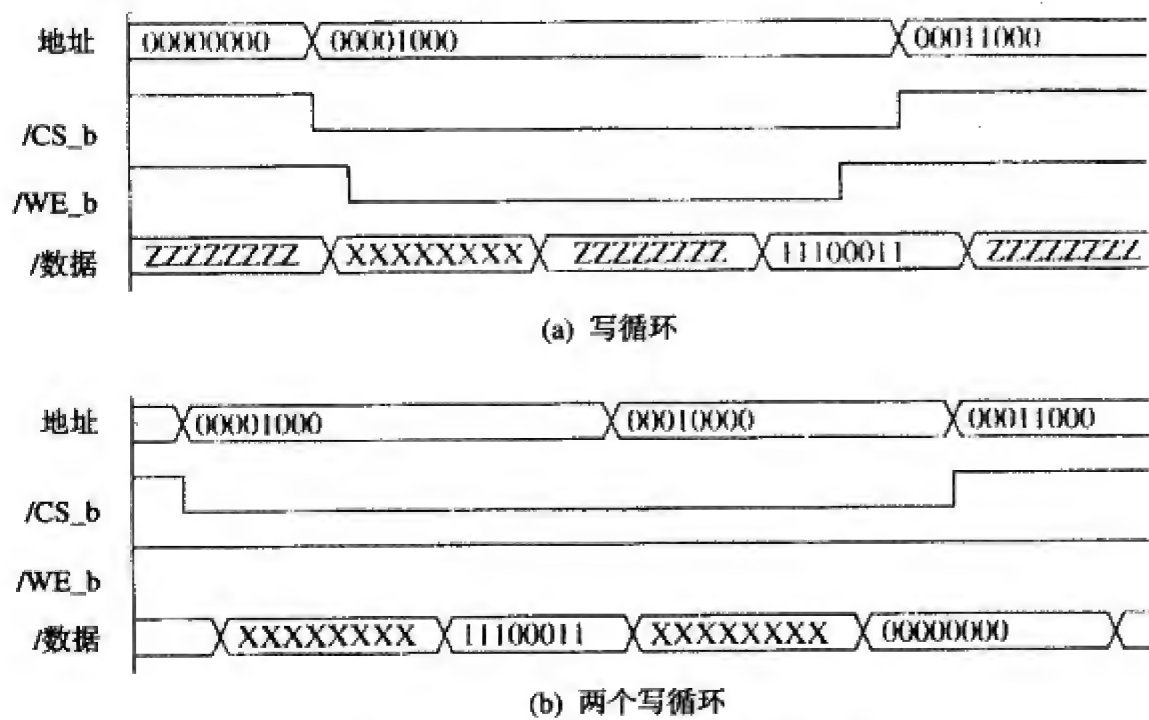 地址 00000000 00001000 00011000
/CS_b
/WE_b
/数据 ZZZZZZZZ XXXXXXXX ZZZZZZZZ 11100011 ZZZZZZZZ
(a) 写循环
地址 00001000 00010000 00011000
/CS_b
/WE_b
/数据 XXXXXXXX 11100011 XXXXXXXX 00000000
(b) 两个写循环